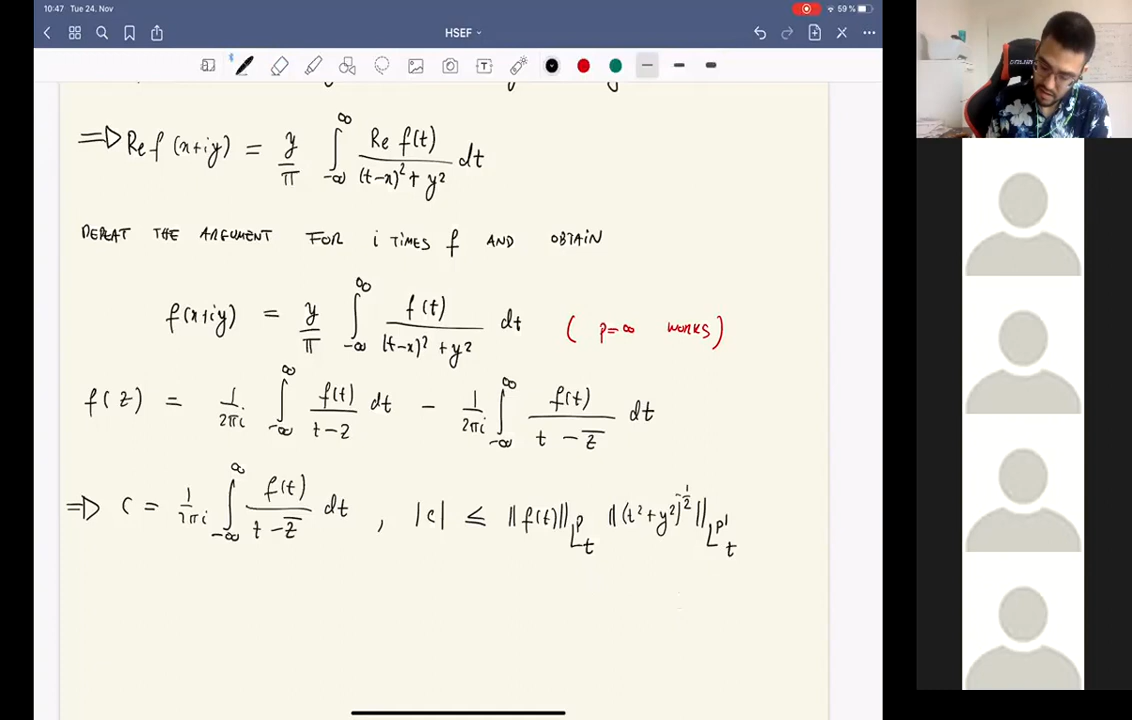 10:47 Tue 24. Nov 59 %
HSEF
⟹ Re f(x+iy) = y/π ∫_{-∞}^{∞} Re f(t)/((t-x)²+y²) dt
REPEAT THE ARGUMENT FOR i TIMES f AND OBTAIN
f(x+iy) = y/π ∫_{-∞}^{∞} f(t)/((t-x)²+y²) dt (p=∞ WORKS)
f(z) = 1/2πi ∫_{-∞}^{∞} f(t)/(t-z) dt − 1/2πi ∫_{-∞}^{∞} f(t)/(t-z̅) dt
⟹ C = 1/2πi ∫_{-∞}^{∞} f(t)/(t-z̅) dt , |c| ≤ ‖f(t)‖_{L^p_t} ‖(t²+y²)^{-1/2}‖_{L^{p'}_t}